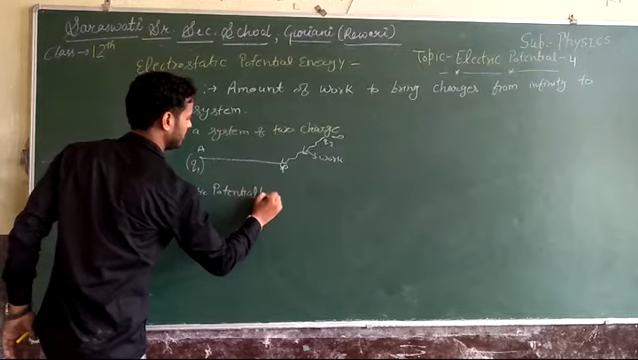 Saraswati Sr. Sec. School, Goriani (Rewari)
Class → 12th
Sub. Physics
Topic - Electric Potential - 4
Electrostatic Potential Energy -
:→ Amount of work to bring charges from infinity to
system.
a system of two charge
A
(q1)
P
q2
∞
work
Potential